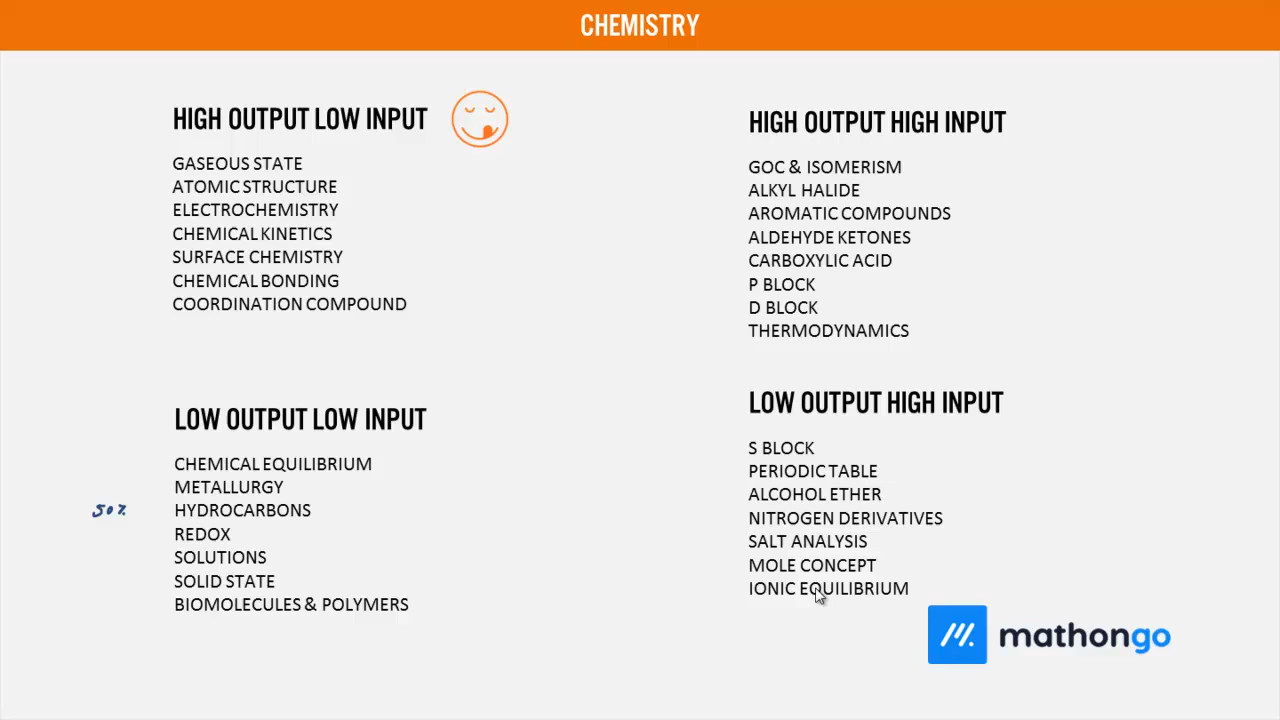 CHEMISTRY
HIGH OUTPUT LOW INPUT
GASEOUS STATE
ATOMIC STRUCTURE
ELECTROCHEMISTRY
CHEMICAL KINETICS
SURFACE CHEMISTRY
CHEMICAL BONDING
COORDINATION COMPOUND
HIGH OUTPUT HIGH INPUT
GOC & ISOMERISM
ALKYL HALIDE
AROMATIC COMPOUNDS
ALDEHYDE KETONES
CARBOXYLIC ACID
P BLOCK
D BLOCK
THERMODYNAMICS
LOW OUTPUT LOW INPUT
CHEMICAL EQUILIBRIUM
METALLURGY
50% HYDROCARBONS
REDOX
SOLUTIONS
SOLID STATE
BIOMOLECULES & POLYMERS
LOW OUTPUT HIGH INPUT
S BLOCK
PERIODIC TABLE
ALCOHOL ETHER
NITROGEN DERIVATIVES
SALT ANALYSIS
MOLE CONCEPT
IONIC EQUILIBRIUM
mathongo